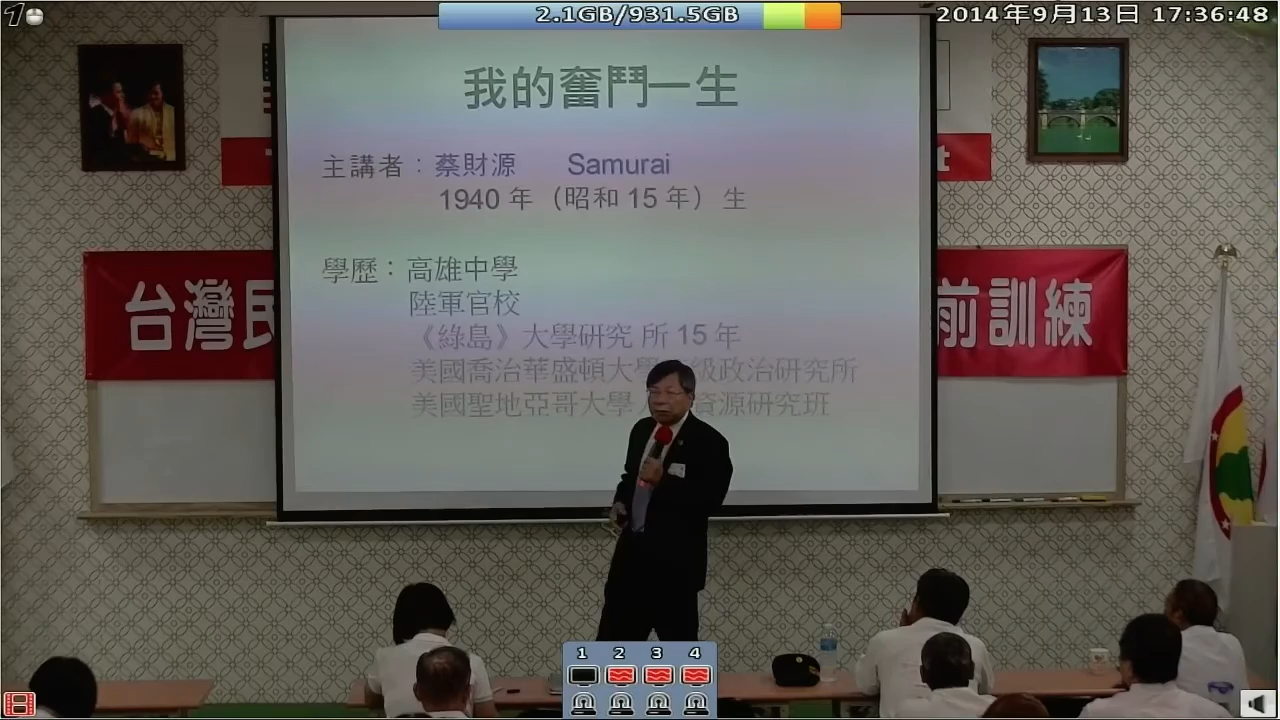 1
2.1GB/931.5GB
2014年9月13日 17:36:48
我的奮鬥一生
主講者：蔡財源 Samurai
1940 年（昭和 15 年）生
學歷：高雄中學
陸軍官校
《綠島》大學研究 所 15 年
美國喬治華盛頓大學 級政治研究所
美國聖地亞哥大學 資源研究班
t
台灣民
前訓練
1 2 3 4